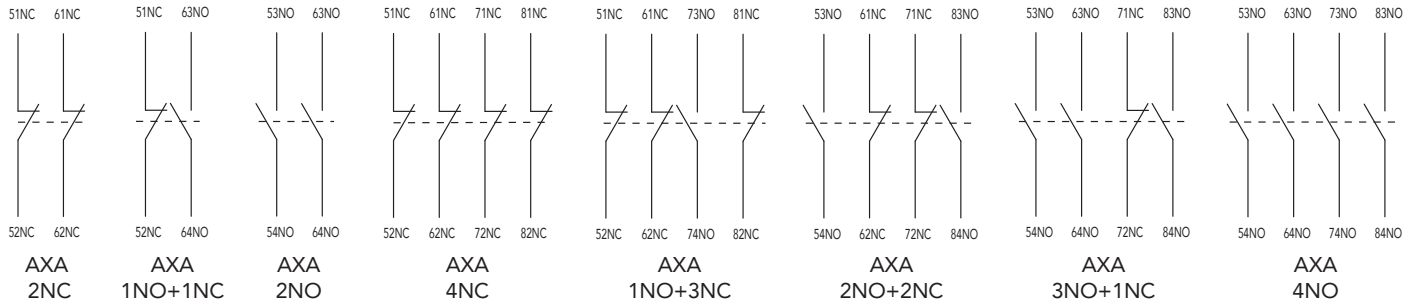 51NC 61NC 51NC 63NO 53NO 63NO 51NC 61NC 71NC 81NC 51NC 61NC 73NO 81NC 53NO 61NC 71NC 83NO 53NO 63NO 71NC 83NO 53NO 63NO 73NO 83NO
52NC 62NC 52NC 64NO 54NO 64NO 52NC 62NC 72NC 82NC 52NC 62NC 74NO 82NC 54NO 62NC 72NC 84NO 54NO 64NO 72NC 84NO 54NO 64NO 74NO 84NO
AXA AXA AXA AXA AXA AXA AXA AXA
2NC 1NO+1NC 2NO 4NC 1NO+3NC 2NO+2NC 3NO+1NC 4NO